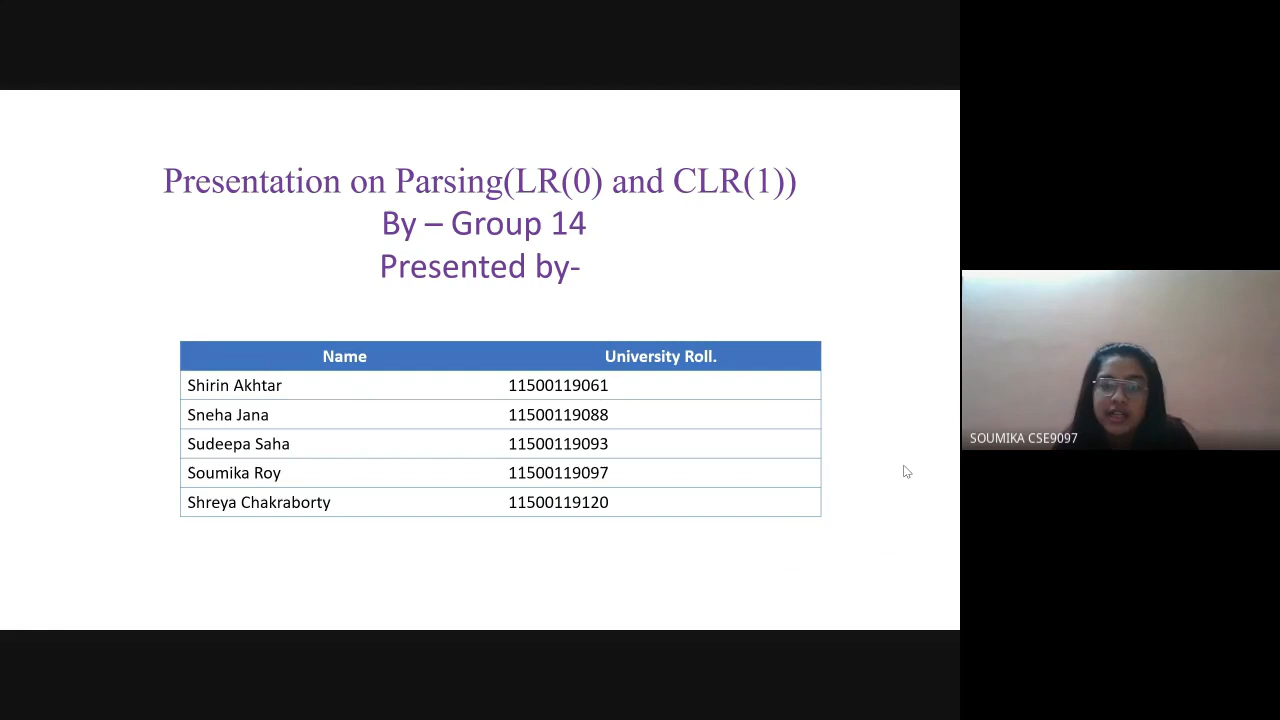 Presentation on Parsing(LR(0) and CLR(1))
By – Group 14
Presented by-
Name University Roll.
Shirin Akhtar 11500119061
Sneha Jana 11500119088
Sudeepa Saha 11500119093
Soumika Roy 11500119097
Shreya Chakraborty 11500119120
SOUMIKA CSE9097